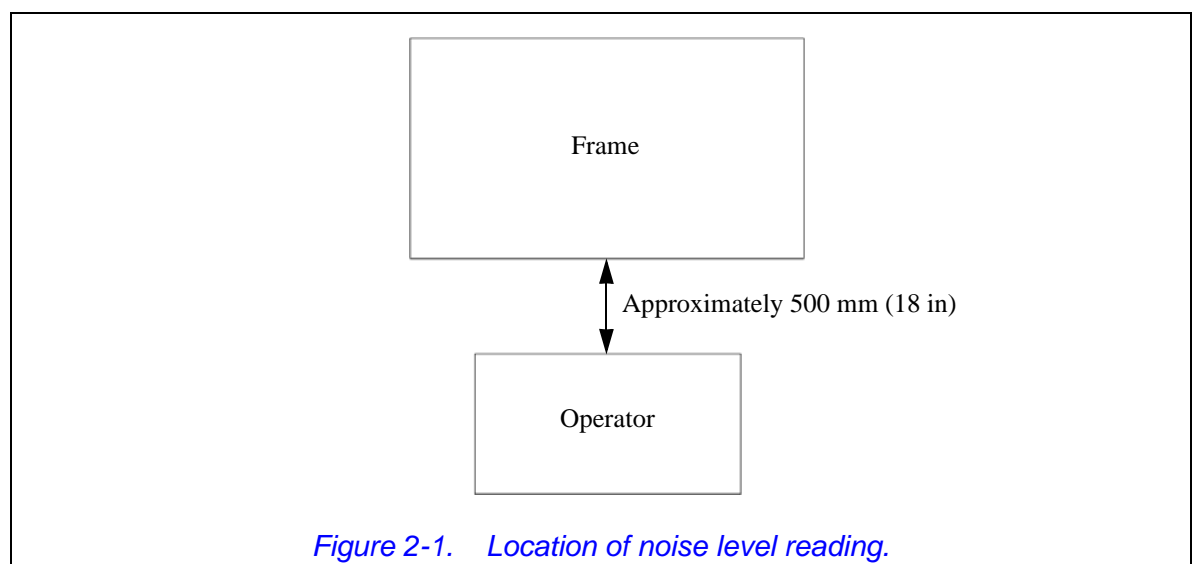 Frame
Approximately 500 mm (18 in)
Operator
Figure 2-1. Location of noise level reading.